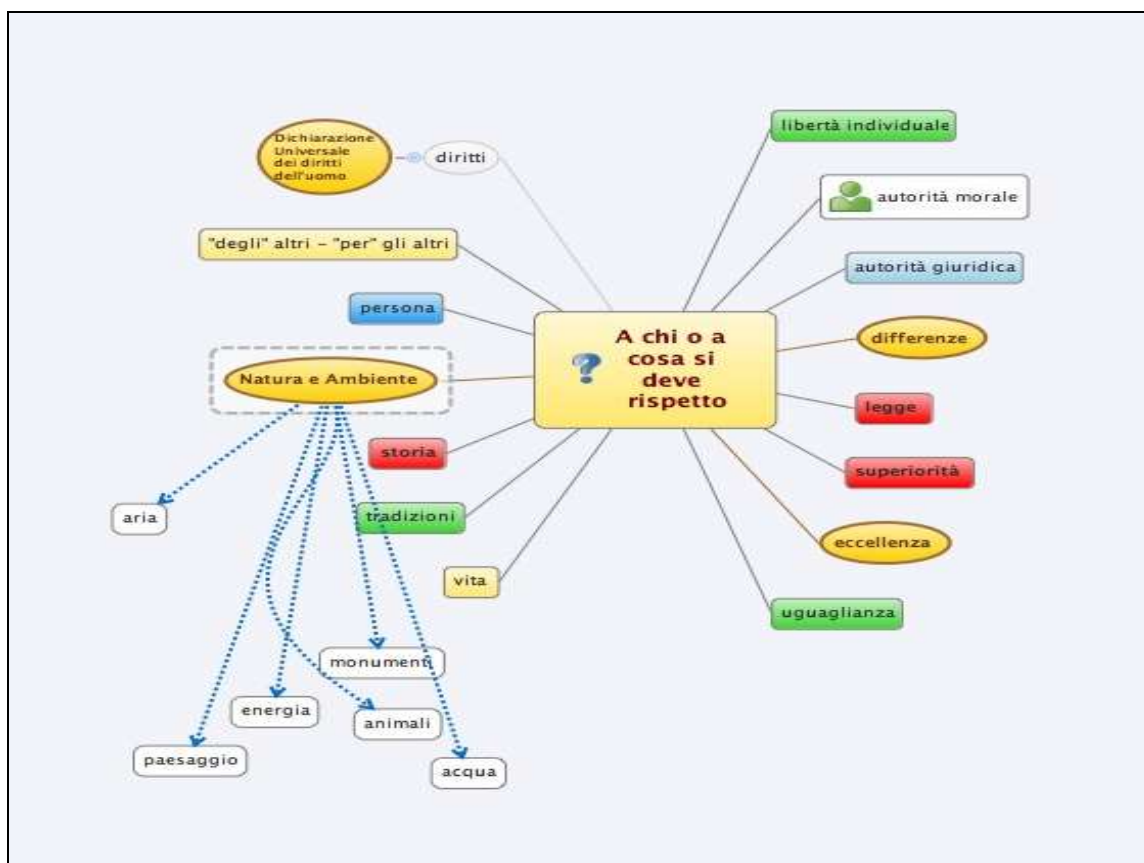 Dichiarazione
Universale
dei diritti
dell'uomo
diritti
"degli" altri - "per" gli altri
persona
Natura e Ambiente
storia
tradizioni
vita
aria
monumenti
energia
animali
paesaggio
acqua
A chi o a
cosa si
deve
rispetto
libertà individuale
autorità morale
autorità giuridica
differenze
legge
superiorità
eccellenza
uguaglianza